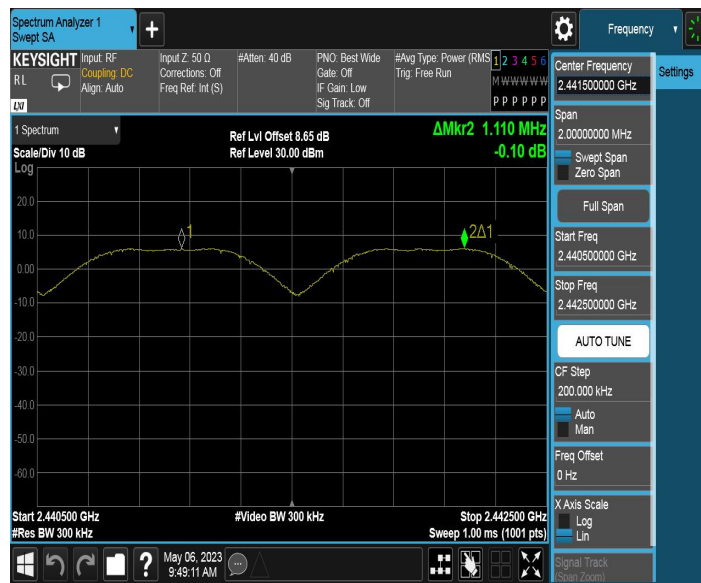 Spectrum Analyzer 1
Swept SA
+
Frequency
KEYSIGHT
RL
LXI
Input: RF
Coupling: DC
Align: Auto
Input Z: 50 Ω
Corrections: Off
Freq Ref: Int (S)
#Atten: 40 dB
PNO: Best Wide
Gate: Off
IF Gain: Low
Sig Track: Off
#Avg Type: Power (RMS
Trig: Free Run
1 2 3 4 5 6
M W W W W W
P P P P P P
Center Frequency
2.441500000 GHz
Settings
Span
2.00000000 MHz
Swept Span
Zero Span
Full Span
Start Freq
2.440500000 GHz
Stop Freq
2.442500000 GHz
AUTO TUNE
CF Step
200.000 kHz
Auto
Man
Freq Offset
0 Hz
X Axis Scale
Log
Lin
Signal Track
(Span Zoom)
1 Spectrum
Scale/Div 10 dB
Log
Ref Lvl Offset 8.65 dB
Ref Level 30.00 dBm
ΔMkr2 1.110 MHz
-0.10 dB
20.0
10.0
0.00
-10.0
-20.0
-30.0
-40.0
-50.0
-60.0
1
2Δ1
Start 2.440500 GHz
#Res BW 300 kHz
#Video BW 300 kHz
Stop 2.442500 GHz
Sweep 1.00 ms (1001 pts)
?
May 06, 2023
9:49:11 AM